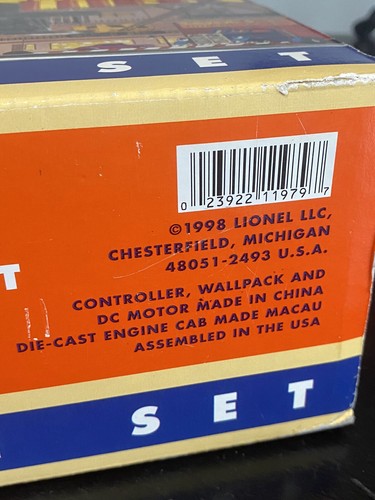 SET
0 23922 11979 7
©1998 LIONEL LLC,
CHESTERFIELD, MICHIGAN
48051-2493 U.S.A.
T
CONTROLLER, WALLPACK AND
DC MOTOR MADE IN CHINA
DIE-CAST ENGINE CAB MADE MACAU
ASSEMBLED IN THE USA
SET